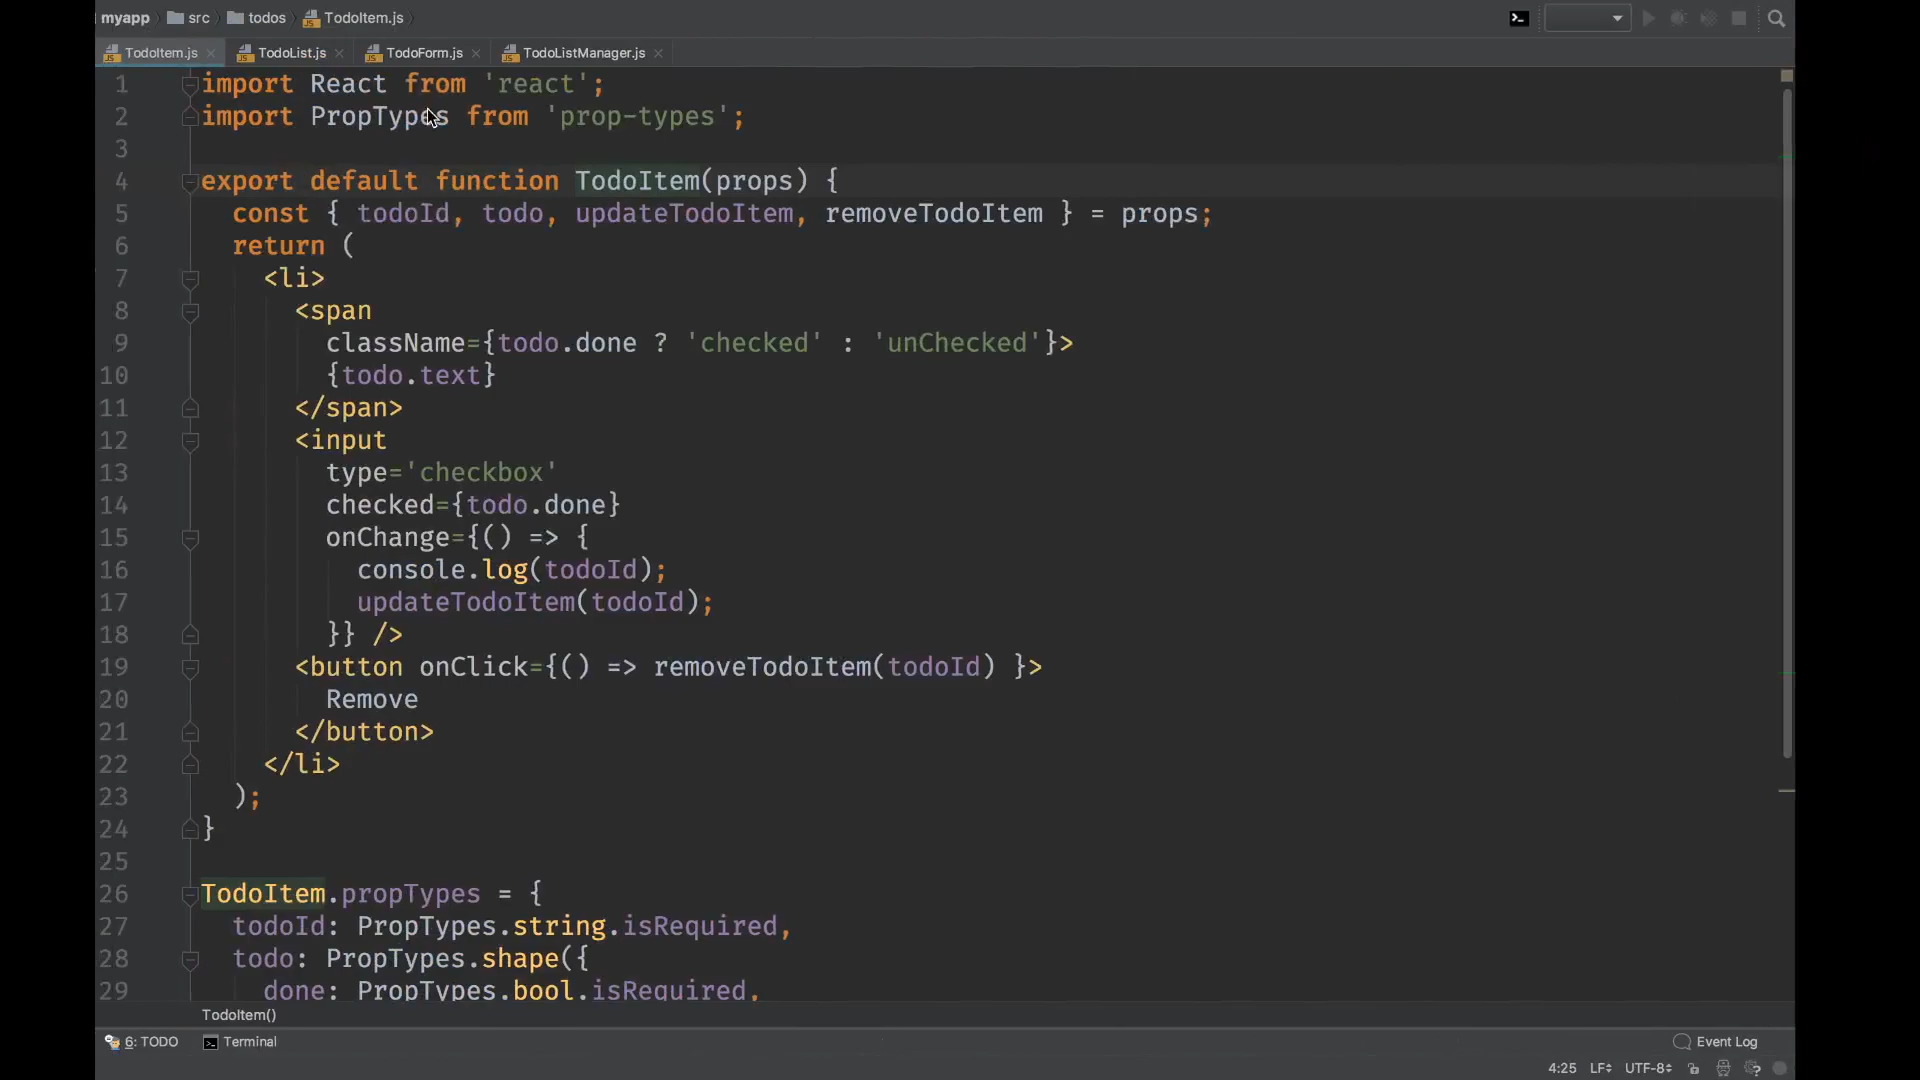 myapp src todos TodoItem.js
TodoItem.js TodoList.js TodoForm.js TodoListManager.js
1 import React from 'react';
2 import PropTypes from 'prop-types';
3
4 export default function TodoItem(props) {
5 const { todoId, todo, updateTodoItem, removeTodoItem } = props;
6 return (
7 <li>
8 <span
9 className={todo.done ? 'checked' : 'unChecked'}>
10 {todo.text}
11 </span>
12 <input
13 type='checkbox'
14 checked={todo.done}
15 onChange={() => {
16 console.log(todoId);
17 updateTodoItem(todoId);
18 }} />
19 <button onClick={() => removeTodoItem(todoId) }>
20 Remove
21 </button>
22 </li>
23 );
24 }
25
26 TodoItem.propTypes = {
27 todoId: PropTypes.string.isRequired,
28 todo: PropTypes.shape({
29 done: PropTypes.bool.isRequired,
TodoItem()
6: TODO Terminal Event Log
4:25 LF UTF-8